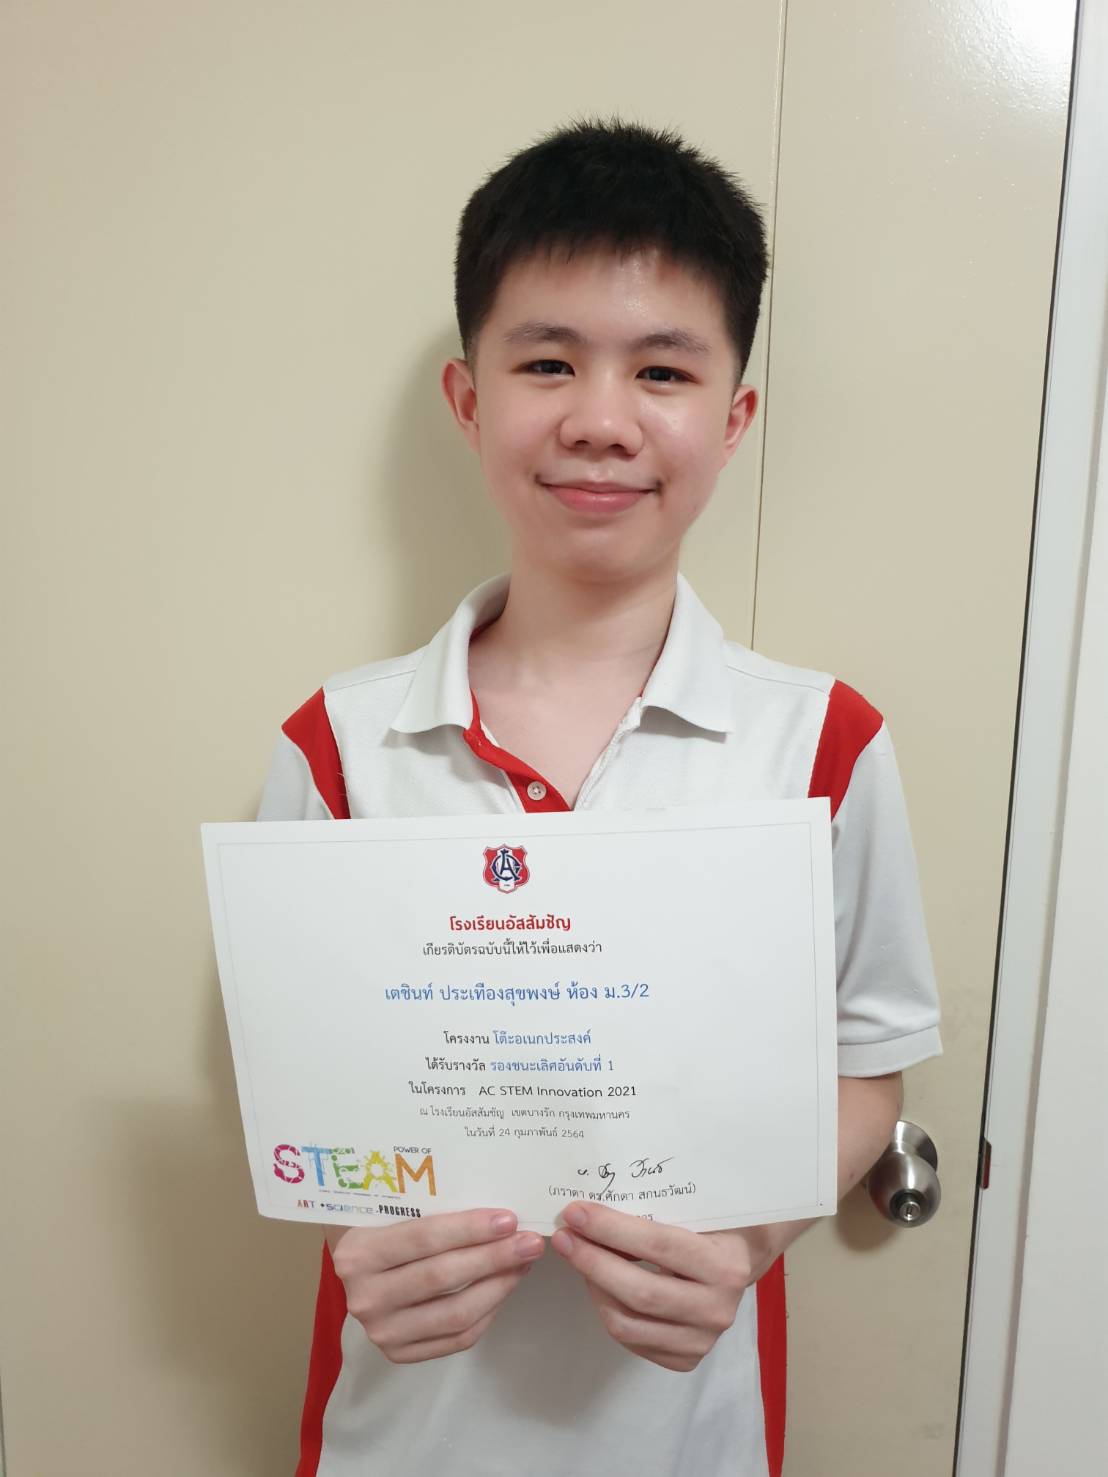 โรงเรียนอัสสัมชัญ
เกียรติบัตรฉบับนี้ให้ไว้เพื่อแสดงว่า
เตชินท์ ประเทืองสุขพงษ์ ห้อง ม.3/2
โครงงาน โต๊ะอเนกประสงค์
ได้รับรางวัล รองชนะเลิศอันดับที่ 1
ในโครงการ AC STEM Innovation 2021
ณ โรงเรียนอัสสัมชัญ เขตบางรัก กรุงเทพมหานคร
ในวันที่ 24 กุมภาพันธ์ 2564
POWER OF
STEAM
ART • science • PROGRESS
(ภราดา ดร.ศักดา สกนธวัฒน์)